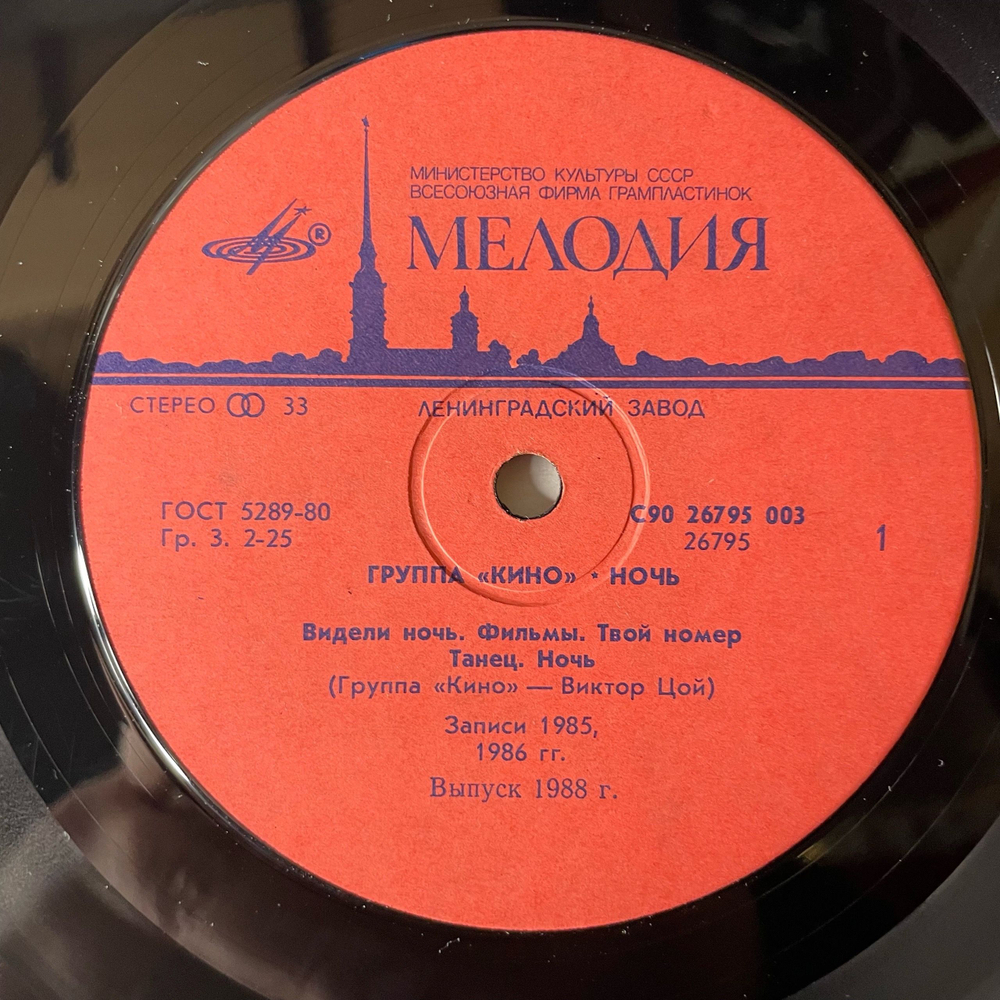 МИНИСТЕРСТВО КУЛЬТУРЫ СССР
ВСЕСОЮЗНАЯ ФИРМА ГРАМПЛАСТИНОК
®
МЕЛОДИЯ
СТЕРЕО 33
ЛЕНИНГРАДСКИЙ ЗАВОД
ГОСТ 5289-80
Гр. 3. 2-25
С90 26795 003
26795
1
ГРУППА «КИНО» * НОЧЬ
Видели ночь. Фильмы. Твой номер
Танец. Ночь
(Группа «Кино» — Виктор Цой)
Записи 1985,
1986 гг.
Выпуск 1988 г.